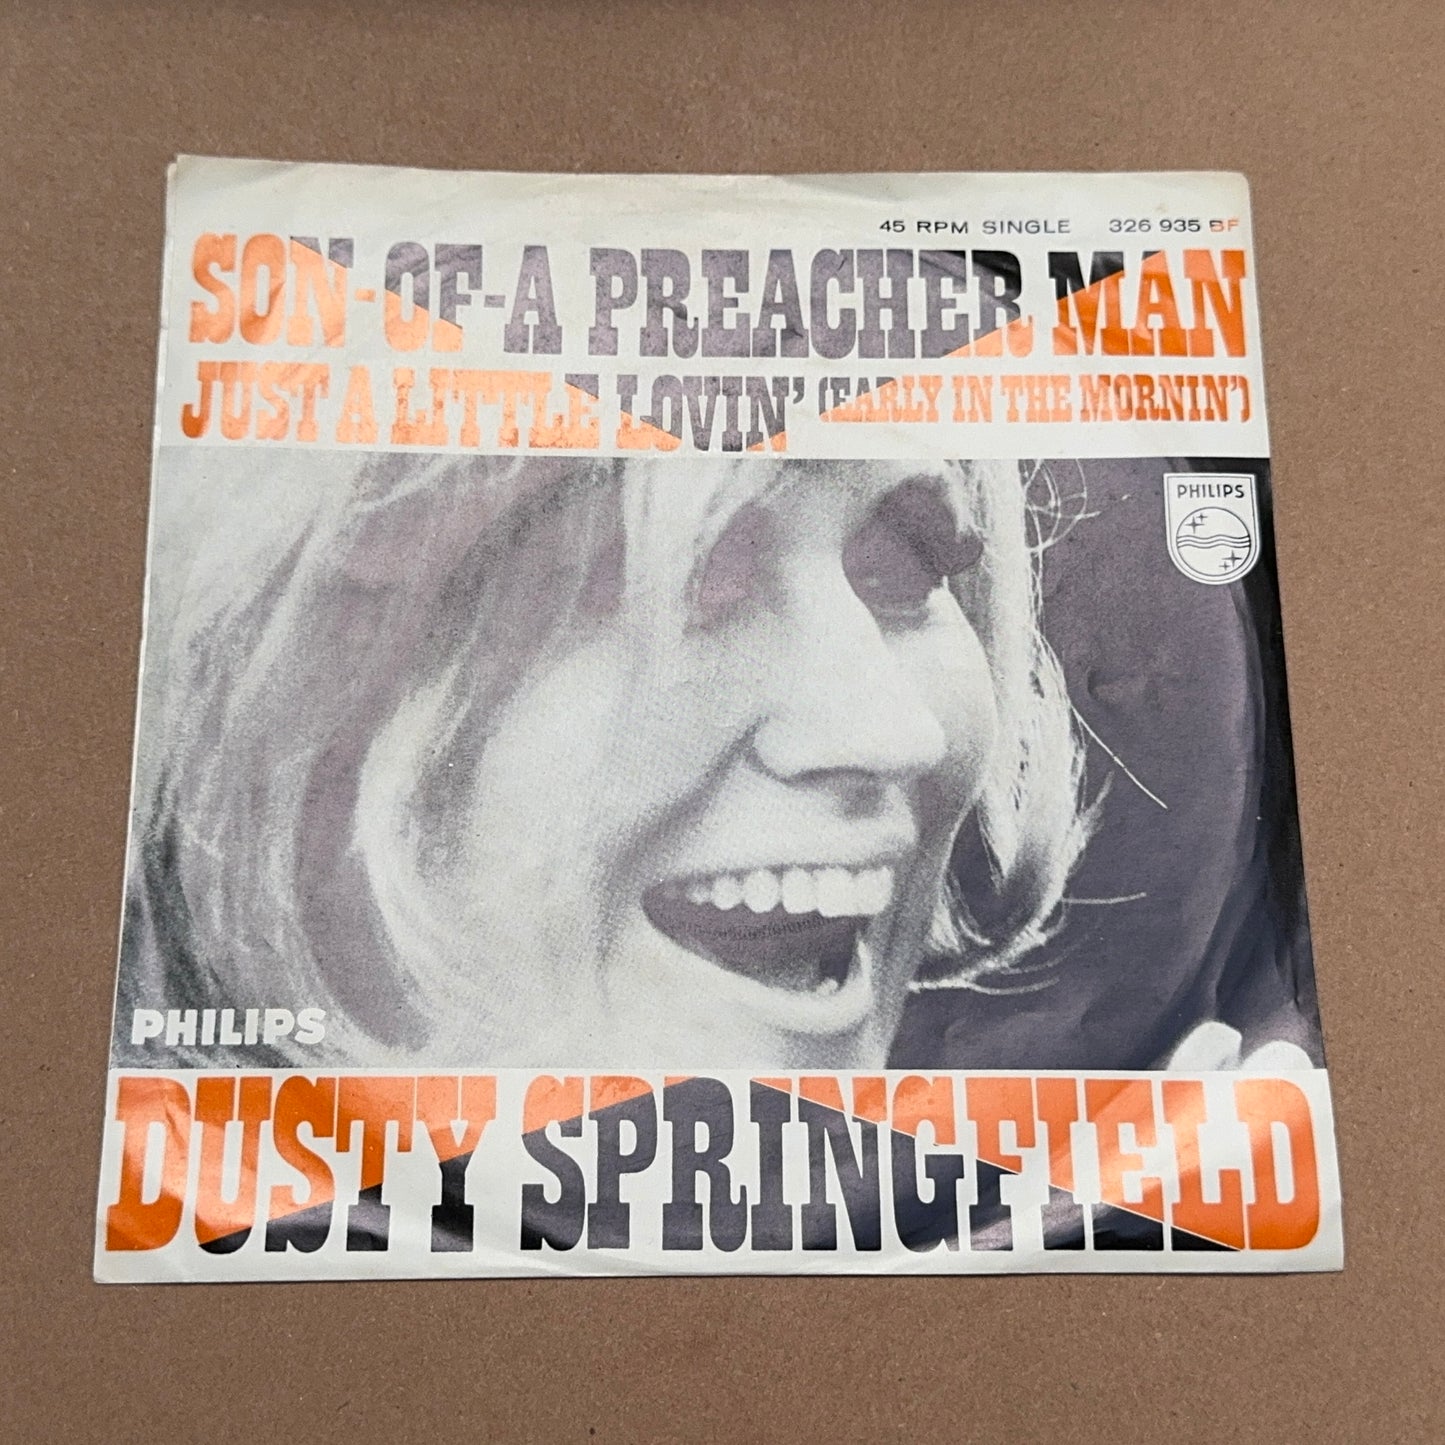 45 RPM SINGLE 326 935 BF
SON-OF-A PREACHER MAN
JUST A LITTLE LOVIN' (EARLY IN THE MORNIN')
PHILIPS
PHILIPS
DUSTY SPRINGFIELD